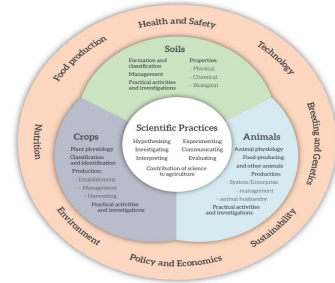 Health and Safety
Food production
Technology
Nutrition
Breeding and Genetics
Environment
Sustainability
Policy and Economics
Soils
Formation and
classification
Management
Practical activities
and investigations
Properties:
- Physical
- Chemical
- Biological
Scientific Practices
Hypothesising
Investigating
Interpreting
Experimenting
Communicating
Evaluating
Contribution of science
to agriculture
Crops
Plant physiology
Classification
and identification
Production:
- Establishment
- Management
- Harvesting
Practical activities
and investigations
Animals
Animal physiology
Food-producing
and other animals
Production:
- System/Enterprise
- management
- animal husbandry
Practical activities
and investigations